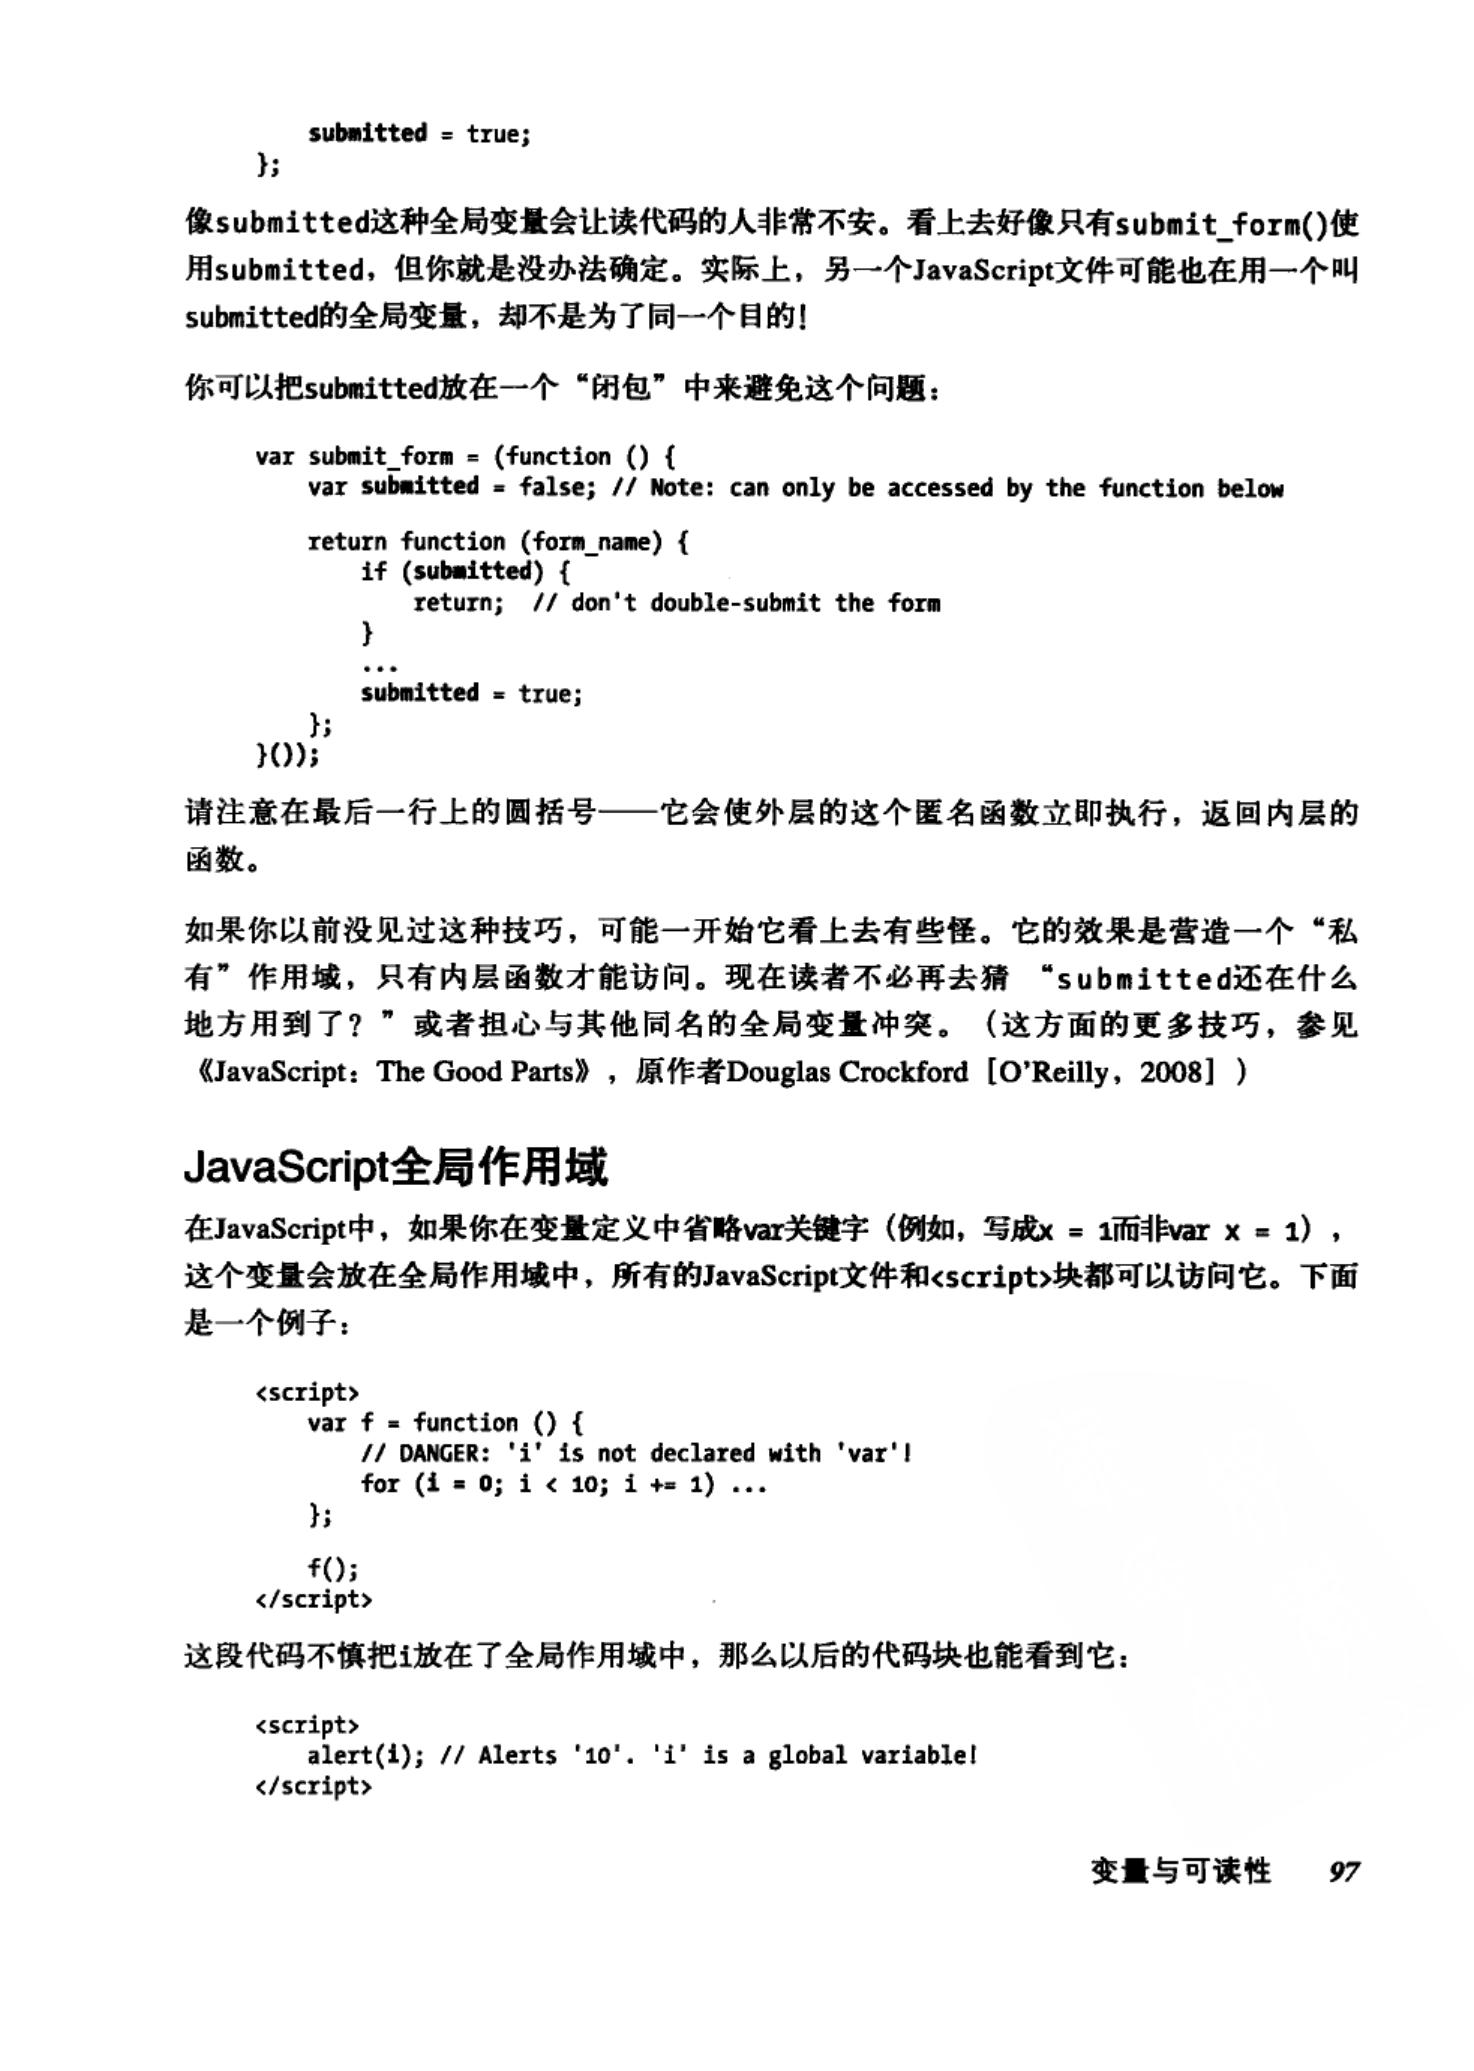 submitted = true;
};
像submitted这种全局变量会让读代码的人非常不安。看上去好像只有submit_form()使
用submitted，但你就是没办法确定。实际上，另一个JavaScript文件可能也在用一个叫
submitted的全局变量，却不是为了同一个目的！
你可以把submitted放在一个“闭包”中来避免这个问题：
var submit_form = (function () {
var submitted = false; // Note: can only be accessed by the function below
return function (form_name) {
if (submitted) {
return;  // don't double-submit the form
}
...
submitted = true;
};
}());
请注意在最后一行上的圆括号——它会使外层的这个匿名函数立即执行，返回内层的
函数。
如果你以前没见过这种技巧，可能一开始它看上去有些怪。它的效果是营造一个“私
有”作用域，只有内层函数才能访问。现在读者不必再去猜 “submitted还在什么
地方用到了？”或者担心与其他同名的全局变量冲突。（这方面的更多技巧，参见
《JavaScript：The Good Parts》，原作者Douglas Crockford［O’Reilly，2008］）
JavaScript全局作用域
在JavaScript中，如果你在变量定义中省略var关键字（例如，写成x = 1而非var x = 1），
这个变量会放在全局作用域中，所有的JavaScript文件和<script>块都可以访问它。下面
是一个例子：
<script>
var f = function () {
// DANGER: 'i' is not declared with 'var'!
for (i = 0; i < 10; i += 1) ...
};
f();
</script>
这段代码不慎把i放在了全局作用域中，那么以后的代码块也能看到它：
<script>
alert(i); // Alerts '10'. 'i' is a global variable!
</script>
变量与可读性 97